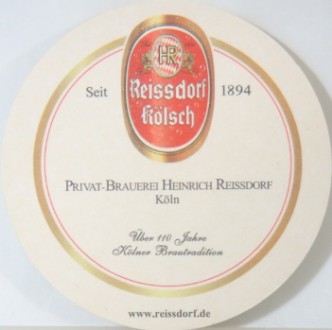 HR
Seit Reissdorf 1894
Kölsch
PRIVAT-BRAUEREI HEINRICH REISSDORF
Köln
Über 110 Jahre
Kölner Brautradition
www.reissdorf.de